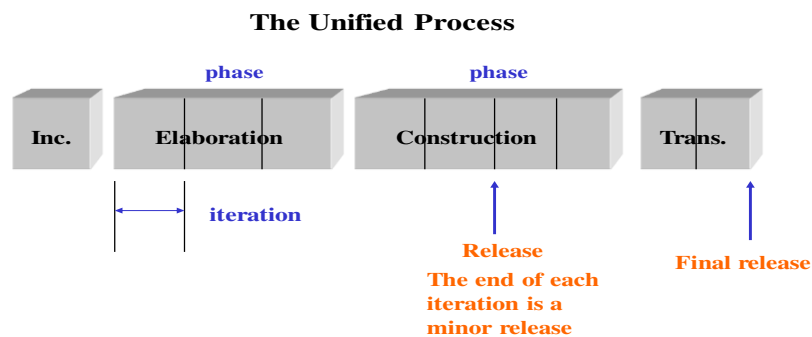 The Unified Process
phase
phase
Inc.
Elaboration
Construction
Trans.
iteration
Release
The end of each
iteration is a
minor release
Final release